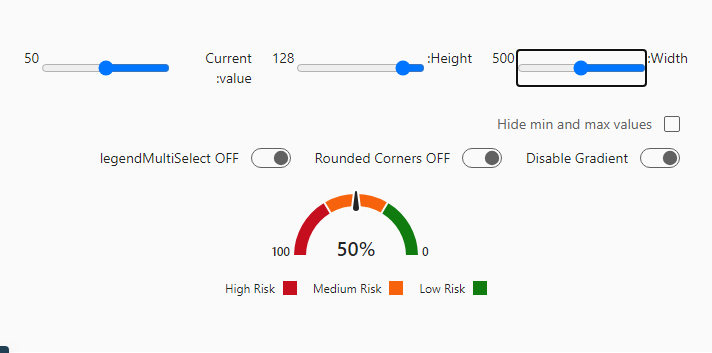 50 Current :value 128 :Height 500 :Width
Hide min and max values
legendMultiSelect OFF Rounded Corners OFF Disable Gradient
50%
100 0
High Risk Medium Risk Low Risk